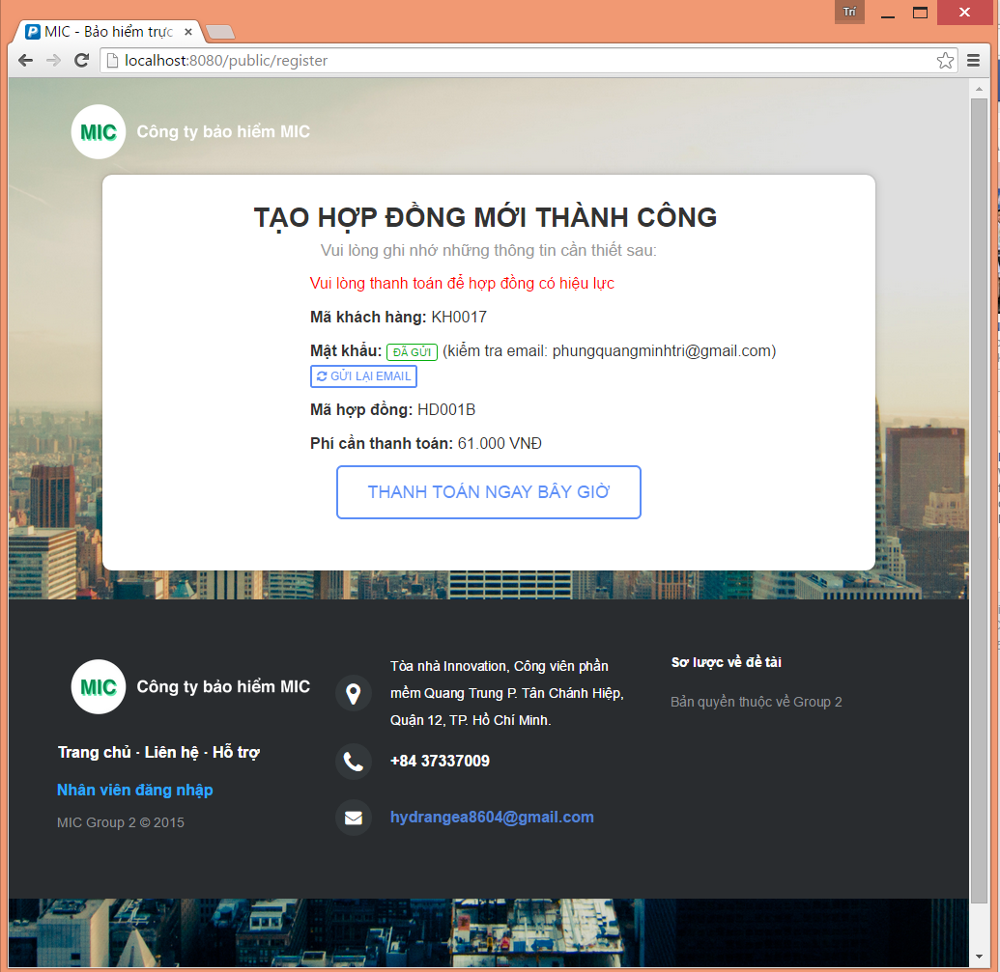 Trí
MIC - Bảo hiểm trực
localhost:8080/public/register
MIC Công ty bảo hiểm MIC
TẠO HỢP ĐỒNG MỚI THÀNH CÔNG
Vui lòng ghi nhớ những thông tin cần thiết sau:
Vui lòng thanh toán để hợp đồng có hiệu lực
Mã khách hàng: KH0017
Mật khẩu: ĐÃ GỬI (kiểm tra email: phungquangminhtri@gmail.com)
GỬI LẠI EMAIL
Mã hợp đồng: HD001B
Phí cần thanh toán: 61.000 VNĐ
THANH TOÁN NGAY BÂY GIỜ
MIC Công ty bảo hiểm MIC
Trang chủ · Liên hệ · Hỗ trợ
Nhân viên đăng nhập
MIC Group 2 © 2015
Tòa nhà Innovation, Công viên phần
mềm Quang Trung P. Tân Chánh Hiệp,
Quận 12, TP. Hồ Chí Minh.
+84 37337009
hydrangea8604@gmail.com
Sơ lược về đề tài
Bản quyền thuộc về Group 2